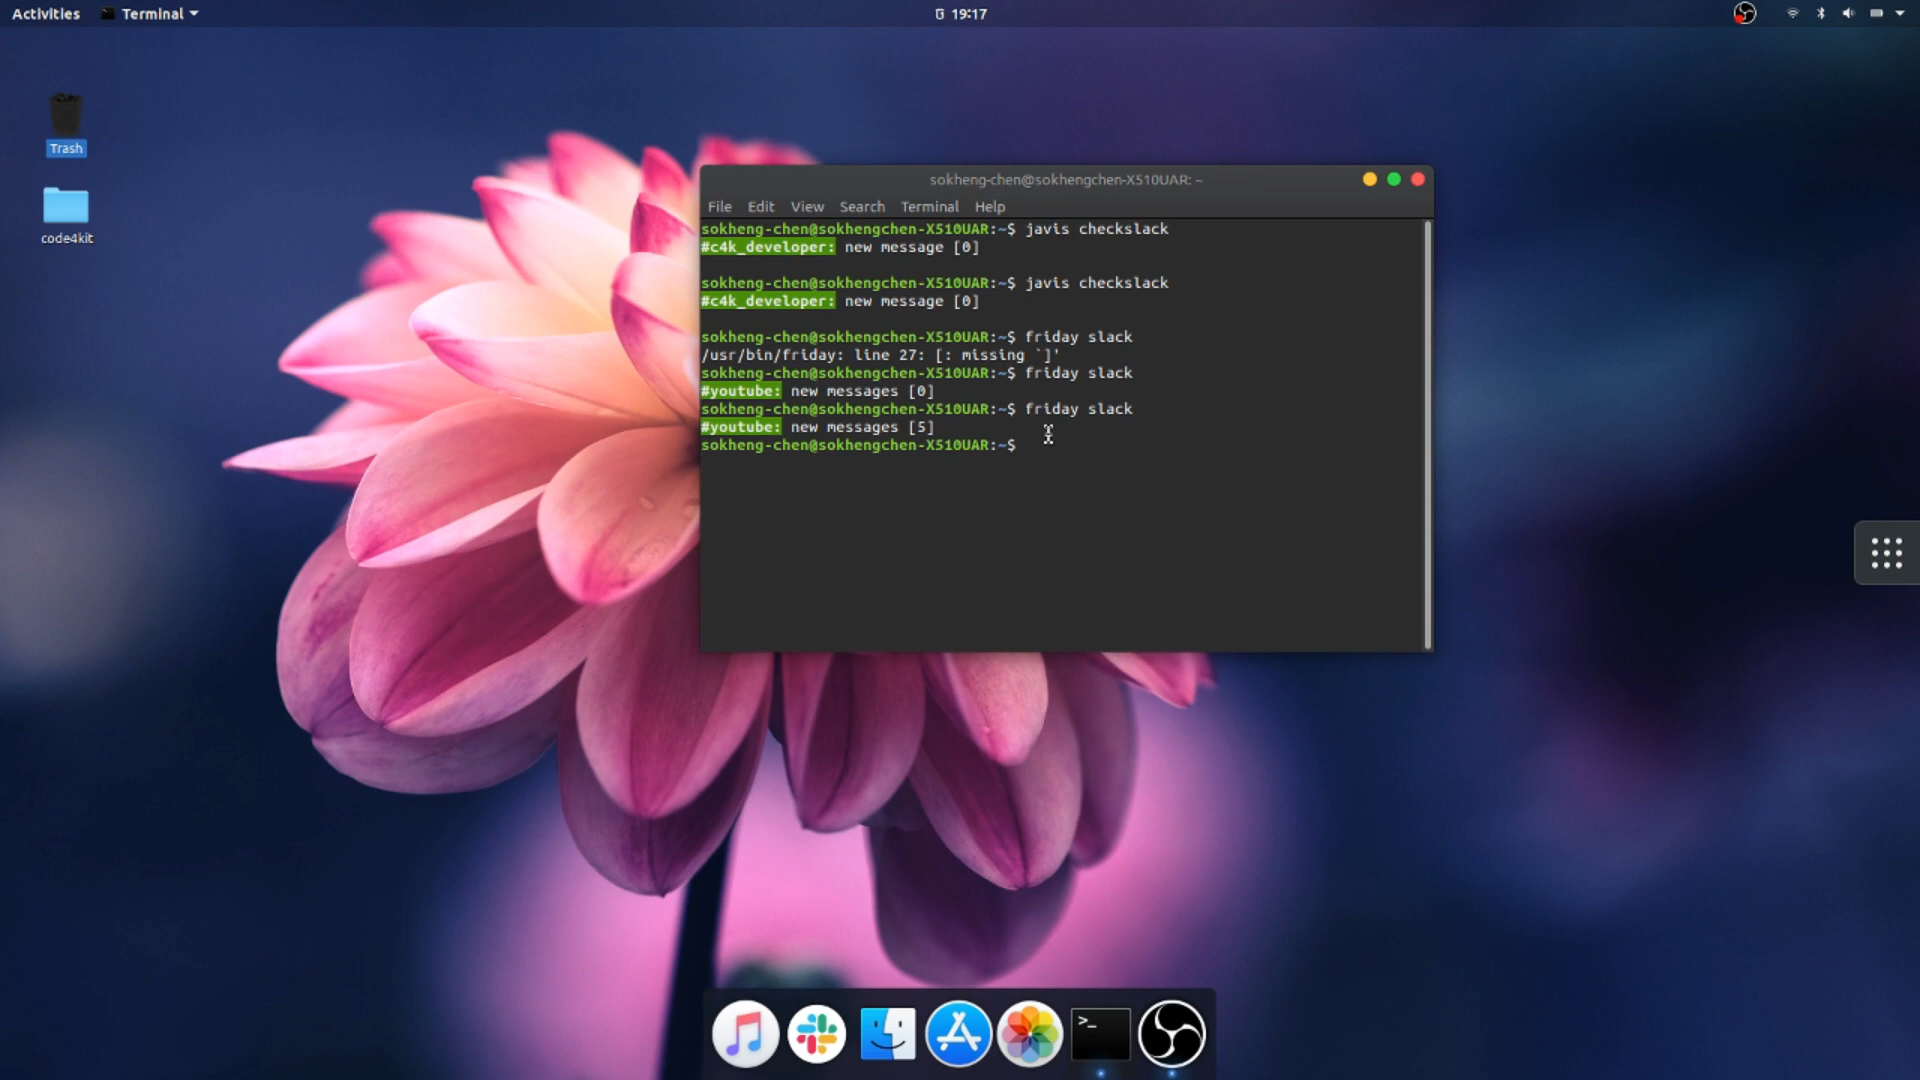 Activities
Terminal
19:17
Trash
code4kit
sokheng-chen@sokhengchen-X510UAR: ~
File Edit View Search Terminal Help
sokheng-chen@sokhengchen-X510UAR:~$ javis checkslack
#c4k_developer: new message [0]
sokheng-chen@sokhengchen-X510UAR:~$ javis checkslack
#c4k_developer: new message [0]
sokheng-chen@sokhengchen-X510UAR:~$ friday slack
/usr/bin/friday: line 27: [: missing `]'
sokheng-chen@sokhengchen-X510UAR:~$ friday slack
#youtube: new messages [0]
sokheng-chen@sokhengchen-X510UAR:~$ friday slack
#youtube: new messages [5]
sokheng-chen@sokhengchen-X510UAR:~$
>_